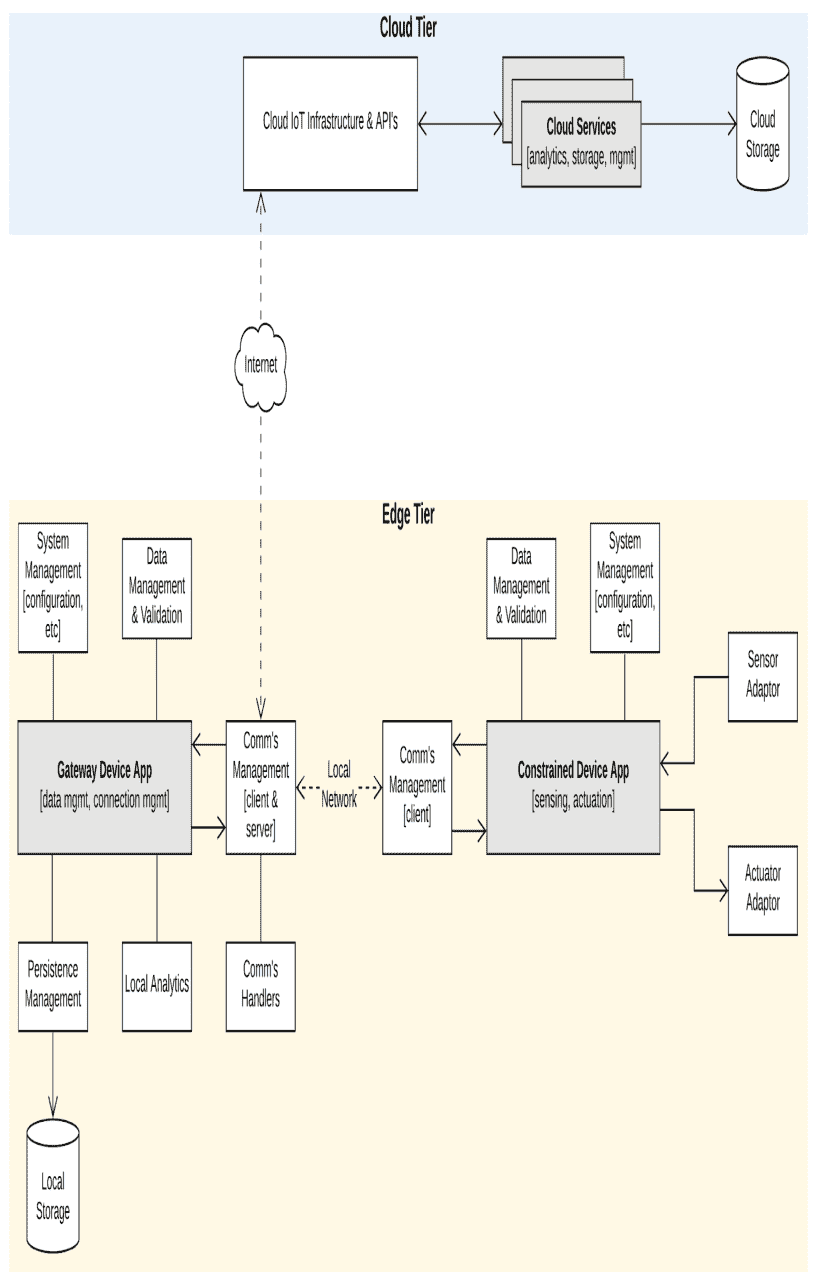 Cloud Tier
Cloud IoT Infrastructure & API's
Cloud Services
[analytics, storage, mgmt]
Cloud
Storage
Internet
Edge Tier
System
Management
[configuration,
etc]
Data
Management
& Validation
Data
Management
& Validation
System
Management
[configuration,
etc]
Sensor
Adaptor
Gateway Device App
[data mgmt, connection mgmt]
Comm's
Management
[client &
server]
Local
Network
Comm's
Management
[client]
Constrained Device App
[sensing, actuation]
Actuator
Adaptor
Persistence
Management
Local Analytics
Comm's
Handlers
Local
Storage